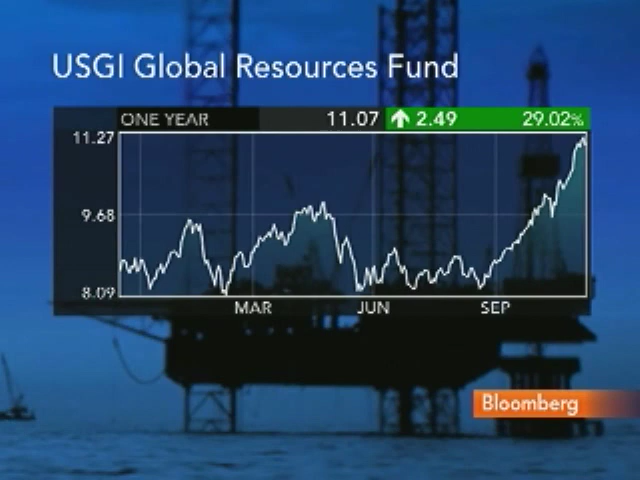 USGI Global Resources Fund
ONE YEAR 11.07 2.49 29.02%
11.27
9.68
8.09
MAR JUN SEP
Bloomberg